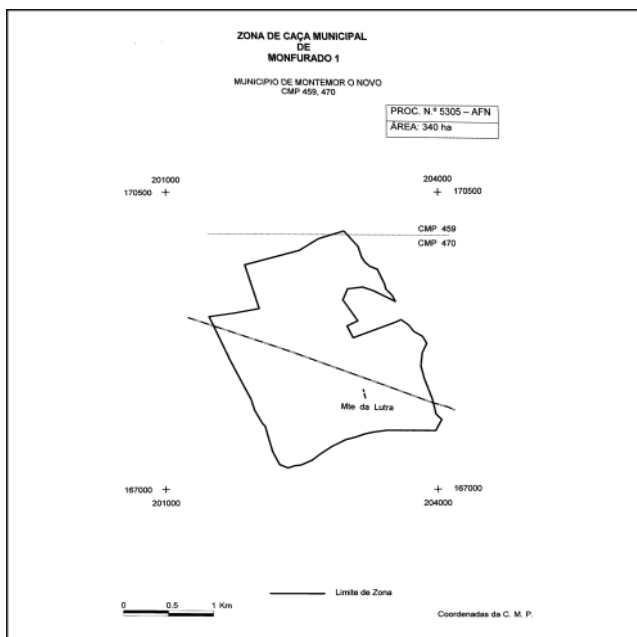 ZONA DE CAÇA MUNICIPAL
DE
MONFURADO 1
MUNICIPIO DE MONTEMOR O NOVO
CMP 459, 470
PROC. N.º 5305 – AFN
ÁREA: 340 ha
201000
204000
170500
170500
CMP 459
CMP 470
Mte da Lutra
167000
167000
201000
204000
Limite de Zona
0 0.5 1 Km
Coordenadas da C. M. P.